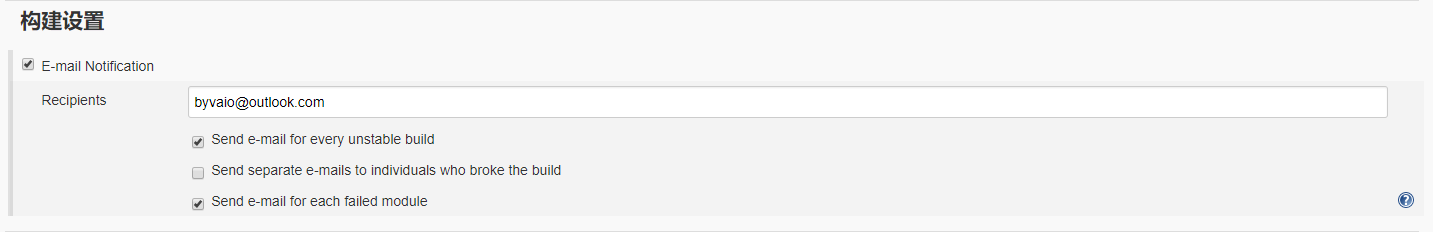 构建设置
E-mail Notification
Recipients
byvaio@outlook.com
Send e-mail for every unstable build
Send separate e-mails to individuals who broke the build
Send e-mail for each failed module
?